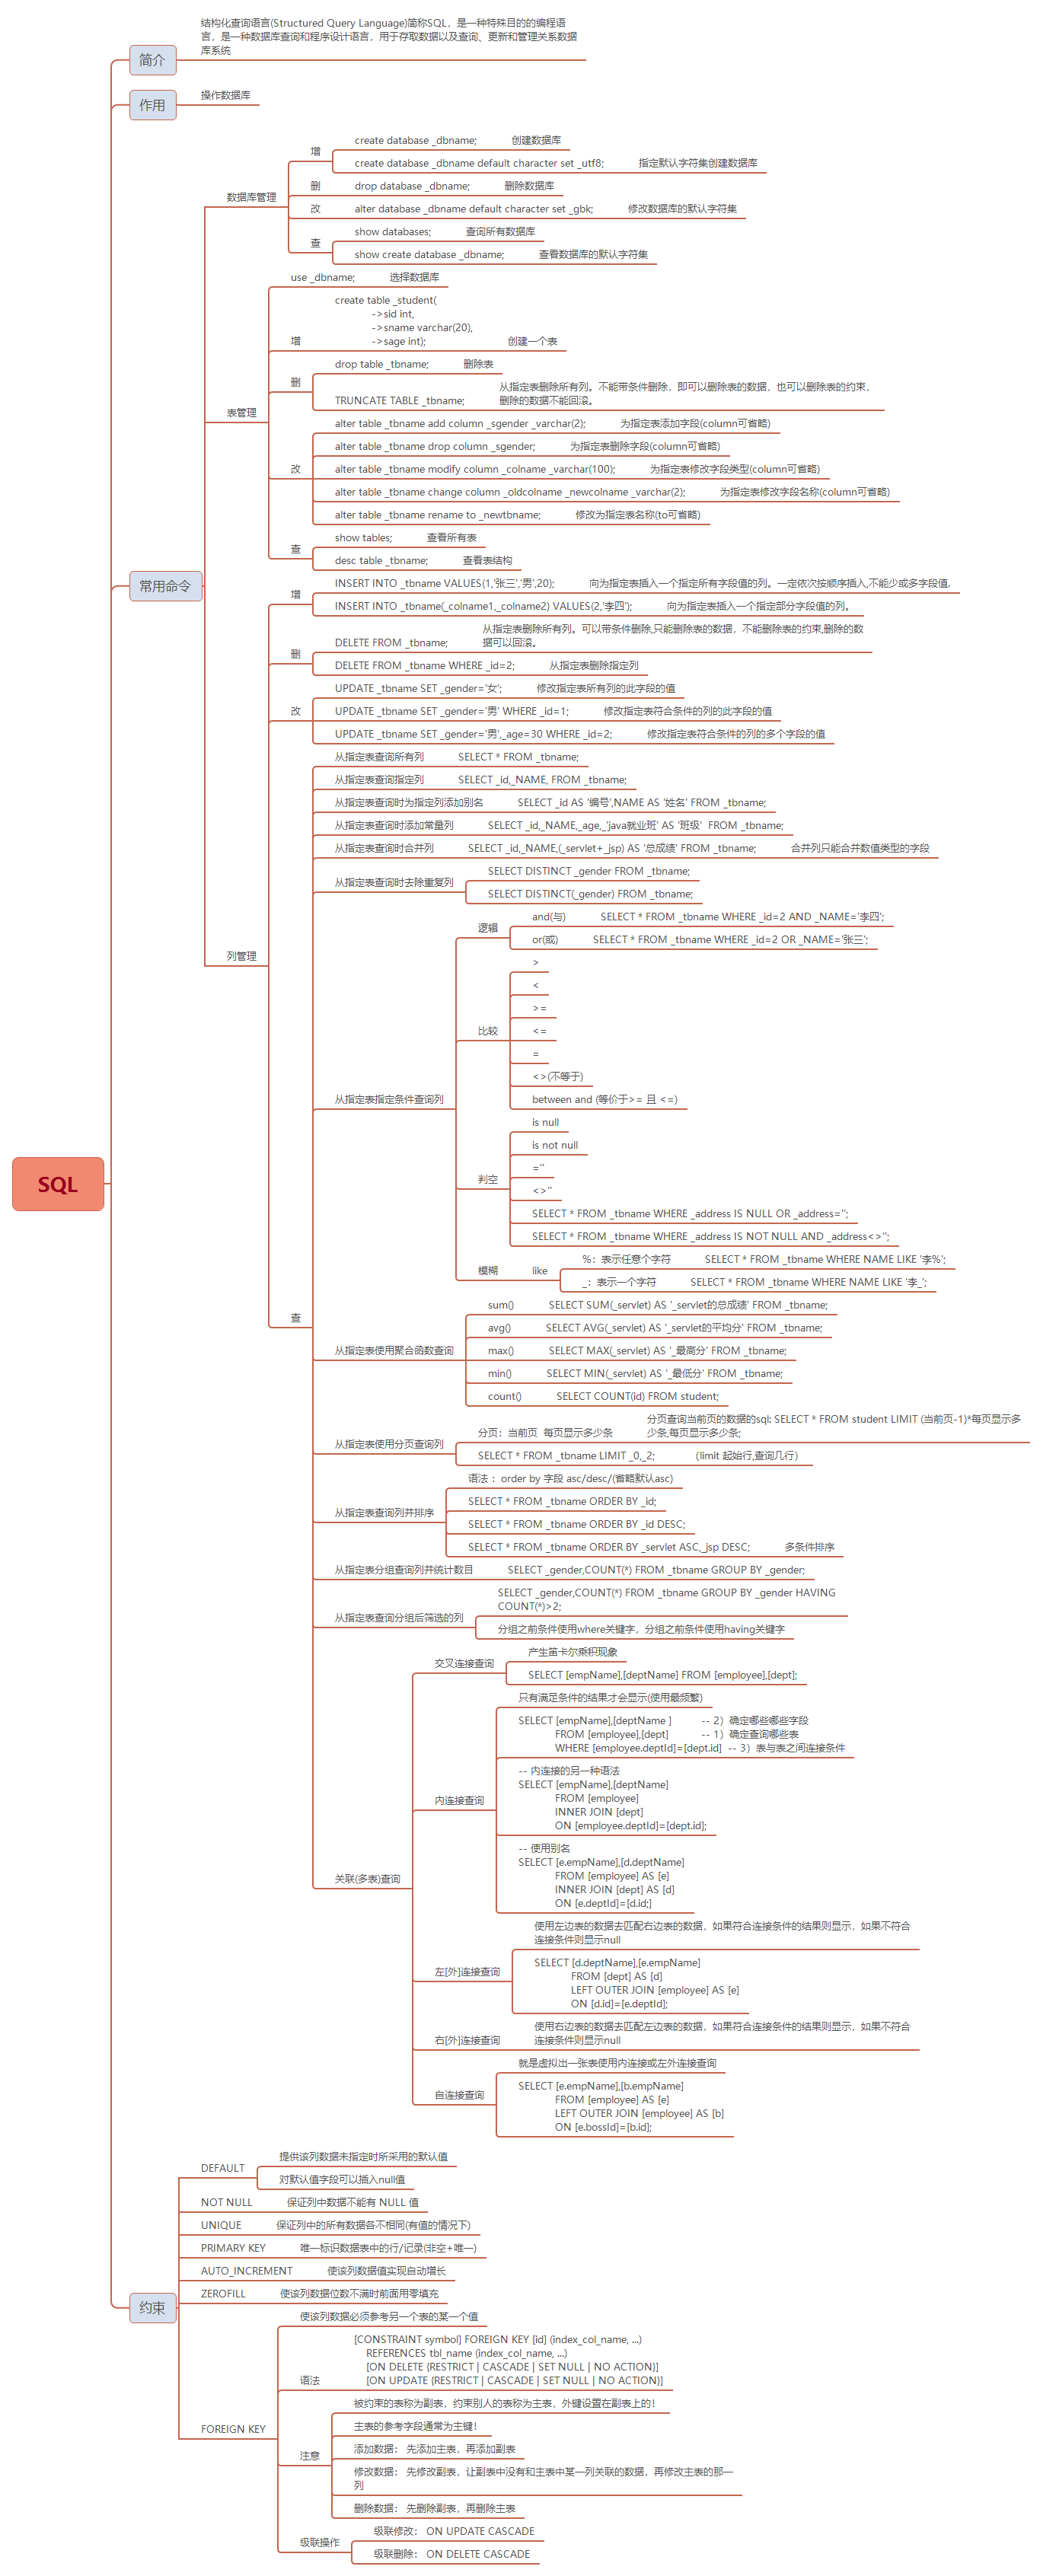 结构化查询语言(Structured Query Language)简称SQL，是一种特殊目的的编程语
言，是一种数据库查询和程序设计语言，用于存取数据以及查询、更新和管理关系数据
库系统
简介
作用
操作数据库
create database _dbname; 创建数据库
增
create database _dbname default character set _utf8; 指定默认字符集创建数据库
删 drop database _dbname; 删除数据库
数据库管理
改 alter database _dbname default character set _gbk; 修改数据库的默认字符集
show databases; 查询所有数据库
查
show create database _dbname; 查看数据库的默认字符集
use _dbname; 选择数据库
create table _student(
->sid int,
->sname varchar(20),
增 ->sage int); 创建一个表
drop table _tbname; 删除表
删
从指定表删除所有列。不能带条件删除，即可以删除表的数据，也可以删除表的约束，
TRUNCATE TABLE _tbname; 删除的数据不能回滚。
表管理
alter table _tbname add column _sgender _varchar(2); 为指定表添加字段(column可省略)
alter table _tbname drop column _sgender; 为指定表删除字段(column可省略)
改 alter table _tbname modify column _colname _varchar(100); 为指定表修改字段类型(column可省略)
alter table _tbname change column _oldcolname _newcolname _varchar(2); 为指定表修改字段名称(column可省略)
alter table _tbname rename to _newtbname; 修改为指定表名称(to可省略)
show tables; 查看所有表
查
desc table _tbname; 查看表结构
常用命令
INSERT INTO _tbname VALUES(1,'张三','男',20); 向为指定表插入一个指定所有字段值的列。一定依次按顺序插入,不能少或多字段值.
增
INSERT INTO _tbname(_colname1,_colname2) VALUES(2,'李四'); 向为指定表插入一个指定部分字段值的列。
从指定表删除所有列。可以带条件删除,只能删除表的数据，不能删除表的约束,删除的数
DELETE FROM _tbname; 据可以回滚。
删
DELETE FROM _tbname WHERE _id=2; 从指定表删除指定列
UPDATE _tbname SET _gender='女'; 修改指定表所有列的此字段的值
改 UPDATE _tbname SET _gender='男' WHERE _id=1; 修改指定表符合条件的列的此字段的值
UPDATE _tbname SET _gender='男',_age=30 WHERE _id=2; 修改指定表符合条件的列的多个字段的值
从指定表查询所有列 SELECT * FROM _tbname;
从指定表查询指定列 SELECT _id,_NAME, FROM _tbname;
从指定表查询时为指定列添加别名 SELECT _id AS '编号',NAME AS '姓名' FROM _tbname;
从指定表查询时添加常量列 SELECT _id,_NAME,_age,_'java就业班' AS '班级' FROM _tbname;
从指定表查询时合并列 SELECT _id,_NAME,(_servlet+_jsp) AS '总成绩' FROM _tbname; 合并列只能合并数值类型的字段
SELECT DISTINCT _gender FROM _tbname;
从指定表查询时去除重复列
SELECT DISTINCT(_gender) FROM _tbname;
and(与) SELECT * FROM _tbname WHERE _id=2 AND _NAME='李四';
逻辑
or(或) SELECT * FROM _tbname WHERE _id=2 OR _NAME='张三';
列管理
>
<
>=
比较 <=
=
<>(不等于)
between and (等价于>= 且 <=)
从指定表指定条件查询列
is null
is not null
=''
判空
<>''
SELECT * FROM _tbname WHERE _address IS NULL OR _address='';
SELECT * FROM _tbname WHERE _address IS NOT NULL AND _address<>'';
%：表示任意个字符 SELECT * FROM _tbname WHERE NAME LIKE '李%';
模糊 like
_：表示一个字符 SELECT * FROM _tbname WHERE NAME LIKE '李_';
SQL
查
sum() SELECT SUM(_servlet) AS '_servlet的总成绩' FROM _tbname;
avg() SELECT AVG(_servlet) AS '_servlet的平均分' FROM _tbname;
从指定表使用聚合函数查询 max() SELECT MAX(_servlet) AS '_最高分' FROM _tbname;
min() SELECT MIN(_servlet) AS '_最低分' FROM _tbname;
count() SELECT COUNT(id) FROM student;
分页查询当前页的数据的sql: SELECT * FROM student LIMIT (当前页-1)*每页显示多
分页：当前页 每页显示多少条 少条,每页显示多少条;
从指定表使用分页查询列
SELECT * FROM _tbname LIMIT _0,_2; （limit 起始行,查询几行）
语法 ：order by 字段 asc/desc/(省略默认asc)
SELECT * FROM _tbname ORDER BY _id;
从指定表查询列并排序
SELECT * FROM _tbname ORDER BY _id DESC;
SELECT * FROM _tbname ORDER BY _servlet ASC,_jsp DESC; 多条件排序
从指定表分组查询列并统计数目 SELECT _gender,COUNT(*) FROM _tbname GROUP BY _gender;
SELECT _gender,COUNT(*) FROM _tbname GROUP BY _gender HAVING
COUNT(*)>2;
从指定表查询分组后筛选的列
分组之前条件使用where关键字，分组之前条件使用having关键字
产生笛卡尔乘积现象
交叉连接查询
SELECT [empName],[deptName] FROM [employee],[dept];
只有满足条件的结果才会显示(使用最频繁)
SELECT [empName],[deptName ] -- 2）确定哪些哪些字段
FROM [employee],[dept] -- 1）确定查询哪些表
WHERE [employee.deptId]=[dept.id] -- 3）表与表之间连接条件
-- 内连接的另一种语法
SELECT [empName],[deptName]
FROM [employee]
INNER JOIN [dept]
ON [employee.deptId]=[dept.id];
内连接查询
-- 使用别名
SELECT [e.empName],[d.deptName]
FROM [employee] AS [e]
INNER JOIN [dept] AS [d]
ON [e.deptId]=[d.id;]
关联(多表)查询
使用左边表的数据去匹配右边表的数据，如果符合连接条件的结果则显示，如果不符合
连接条件则显示null
左[外]连接查询
SELECT [d.deptName],[e.empName]
FROM [dept] AS [d]
LEFT OUTER JOIN [employee] AS [e]
ON [d.id]=[e.deptId];
使用右边表的数据去匹配左边表的数据，如果符合连接条件的结果则显示，如果不符合
右[外]连接查询 连接条件则显示null
就是虚拟出一张表使用内连接或左外连接查询
自连接查询
SELECT [e.empName],[b.empName]
FROM [employee] AS [e]
LEFT OUTER JOIN [employee] AS [b]
ON [e.bossId]=[b.id];
提供该列数据未指定时所采用的默认值
DEFAULT
对默认值字段可以插入null值
NOT NULL 保证列中数据不能有 NULL 值
UNIQUE 保证列中的所有数据各不相同(有值的情况下)
PRIMARY KEY 唯一标识数据表中的行/记录(非空+唯一)
AUTO_INCREMENT 使该列数据值实现自动增长
ZEROFILL 使该列数据位数不满时前面用零填充
约束
使该列数据必须参考另一个表的某一个值
[CONSTRAINT symbol] FOREIGN KEY [id] (index_col_name, ...)
REFERENCES tbl_name (index_col_name, ...)
[ON DELETE {RESTRICT | CASCADE | SET NULL | NO ACTION}]
语法 [ON UPDATE {RESTRICT | CASCADE | SET NULL | NO ACTION}]
FOREIGN KEY
被约束的表称为副表，约束别人的表称为主表，外键设置在副表上的！
主表的参考字段通常为主键！
注意 添加数据： 先添加主表，再添加副表
修改数据： 先修改副表，让副表中没有和主表中某一列关联的数据，再修改主表的那一
列
删除数据： 先删除副表，再删除主表
级联修改： ON UPDATE CASCADE
级联操作
级联删除： ON DELETE CASCADE